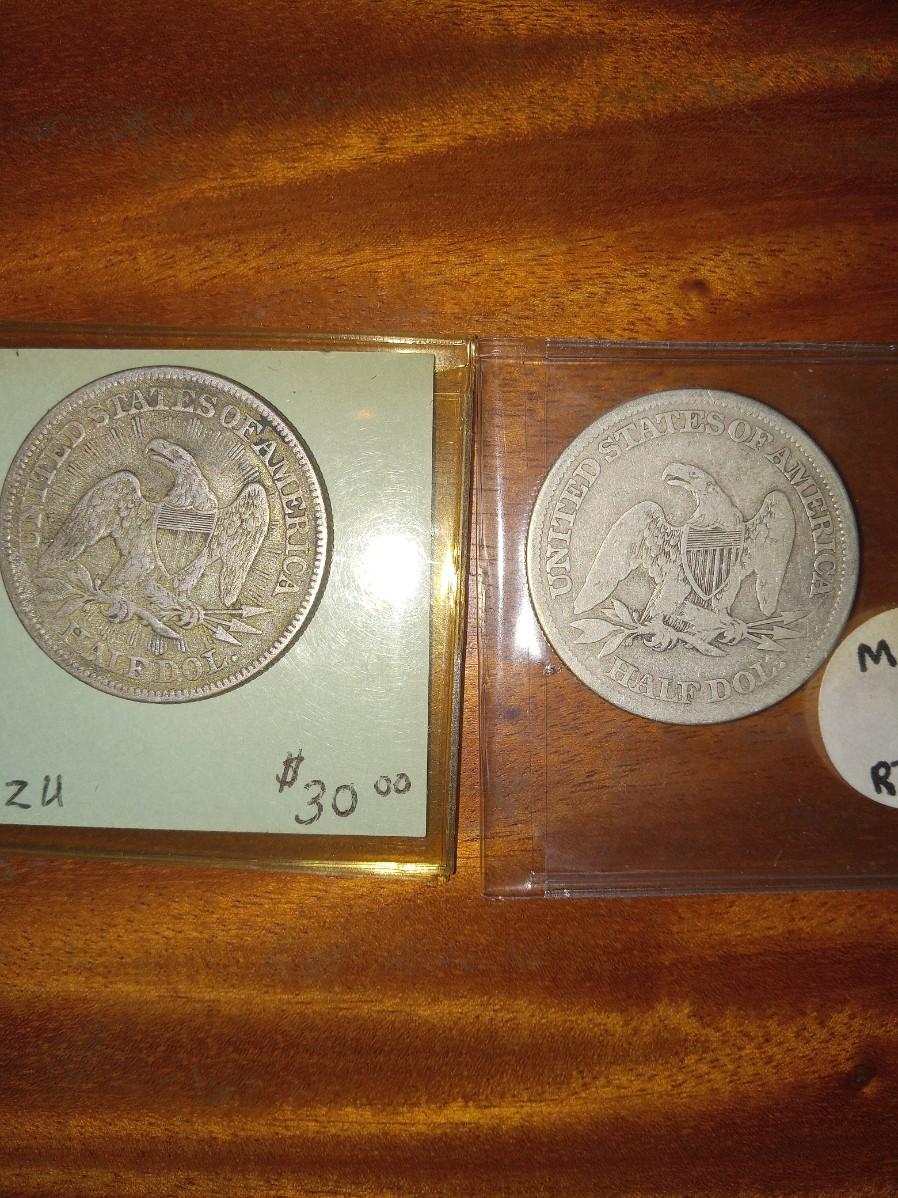 UNITED STATES OF AMERICA
HALF DOL.
ZU
$30.00
UNITED STATES OF AMERICA
HALF DOL.
M
R